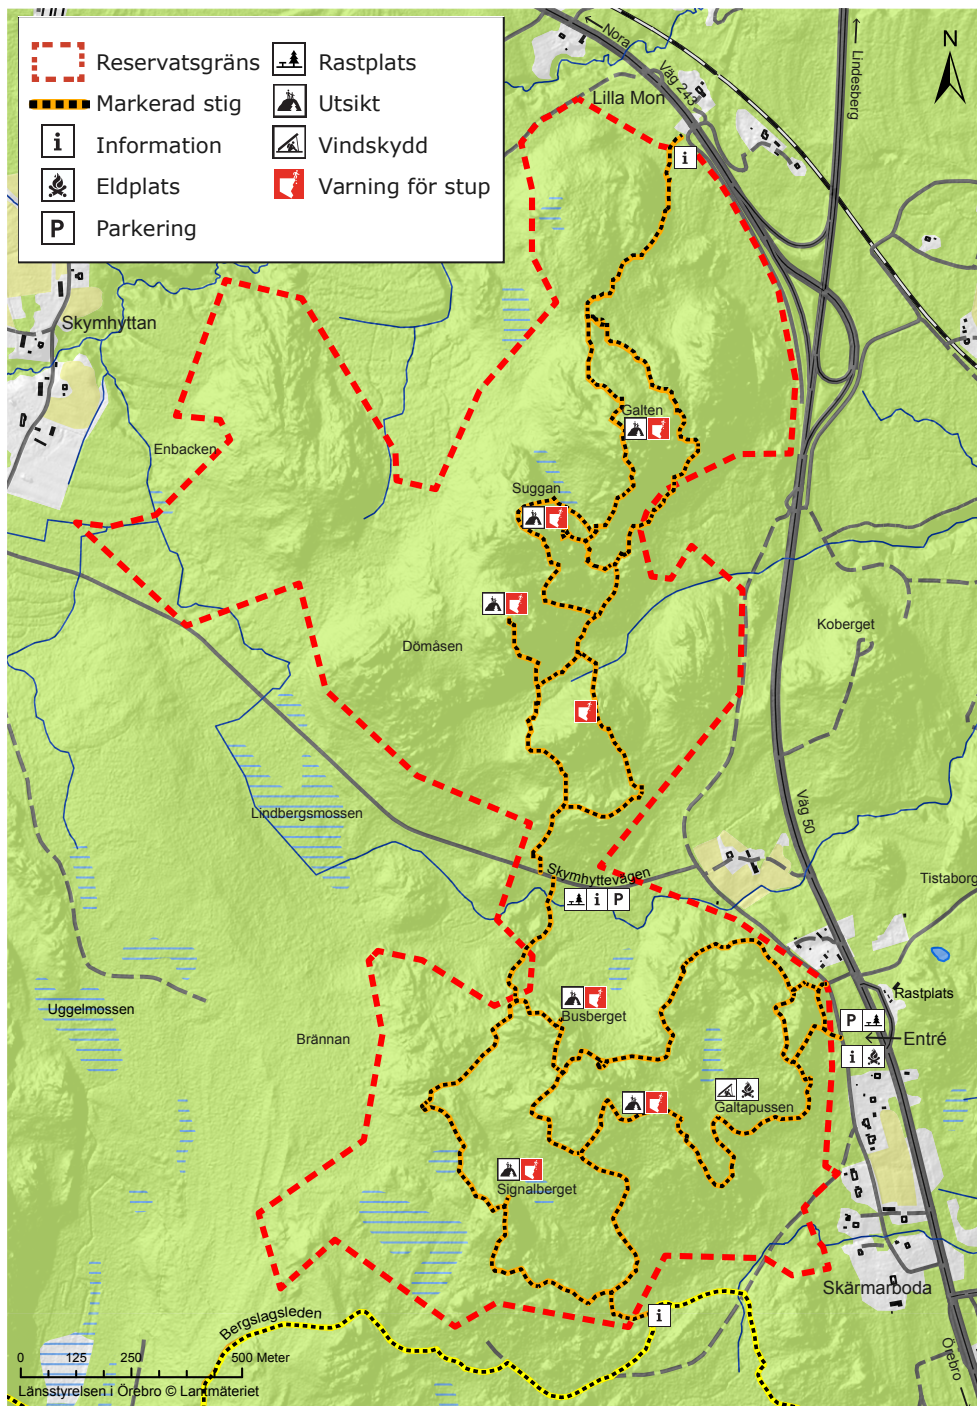 Reservatsgräns
Rastplats
Markerad stig
Utsikt
i Information
Vindskydd
Eldplats
Varning för stup
P Parkering
Nora
Väg 243
Lindesberg
N
Lilla Mon
i
Skymhyttan
Galten
Enbacken
Suggan
Koberget
Dömåsen
Lindbergsmossen
Väg 50
Skymhyttevägen
Tistaborg
i P
Uggelmossen
Brännan
Busberget
Rastplats
P
Entré
i
Galtapussen
Signalberget
Skärmarboda
Bergslagsleden
i
Örebro
0 125 250 500 Meter
Länsstyrelsen i Örebro © Lantmäteriet